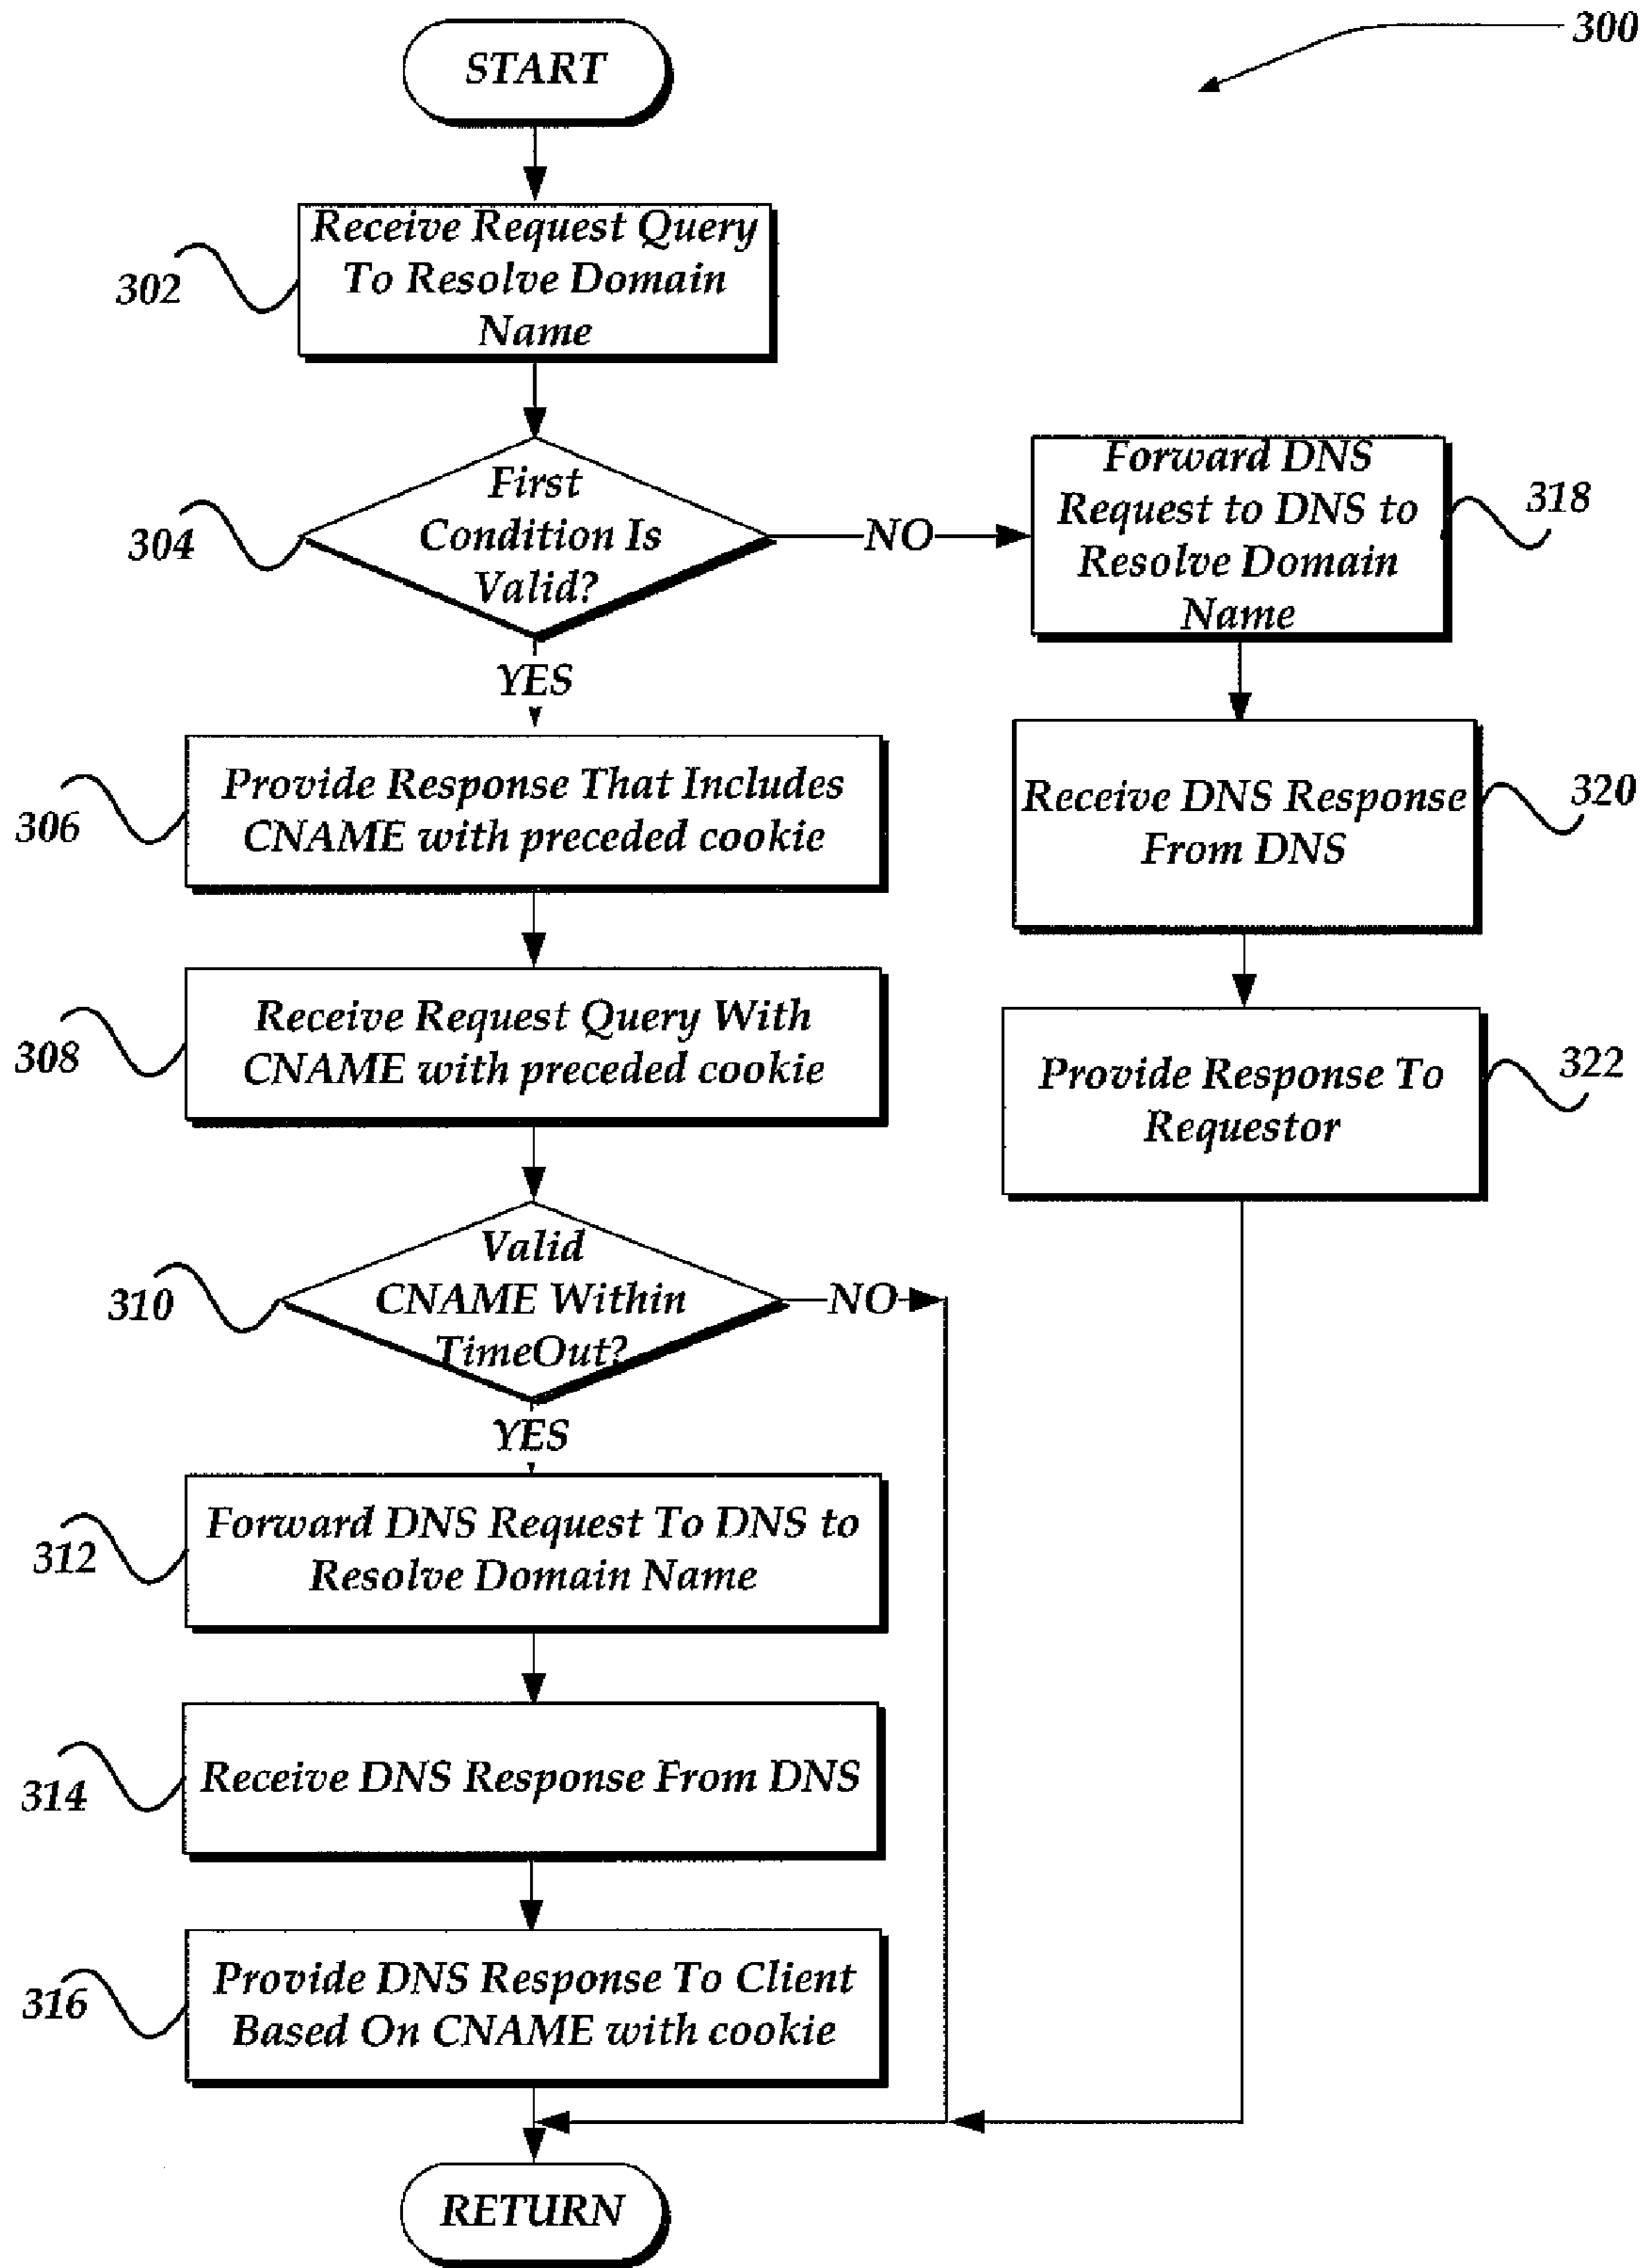 300
START
302
Receive Request Query
To Resolve Domain
Name
304
First
Condition Is
Valid?
NO
YES
306
Provide Response That Includes
CNAME with preceded cookie
308
Receive Request Query With
CNAME with preceded cookie
310
Valid
CNAME Within
TimeOut?
NO
YES
312
Forward DNS Request To DNS to
Resolve Domain Name
314
Receive DNS Response From DNS
316
Provide DNS Response To Client
Based On CNAME with cookie
318
Forward DNS
Request to DNS to
Resolve Domain
Name
320
Receive DNS Response
From DNS
322
Provide Response To
Requestor
RETURN